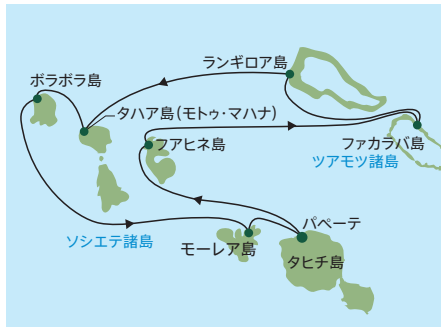 ランギロア島
ボラボラ島
タハア島(モトゥ・マハナ)
フアヒネ島
ファカラバ島
ツアモツ諸島
パペーテ
ソシエテ諸島
モーレア島
タヒチ島